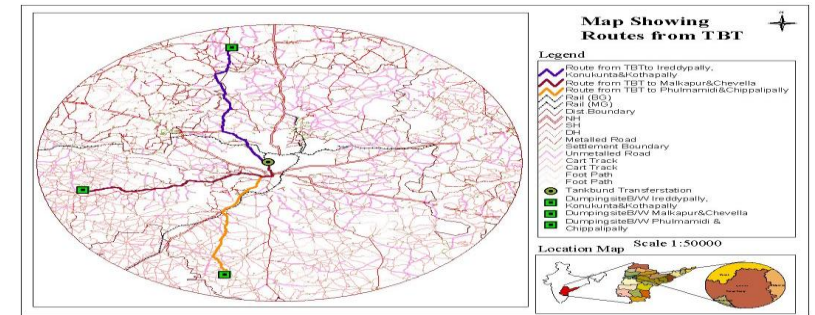 Map Showing
Routes from TBT
Legend
Route from TBTto Ireddypally,
Konukunta&Kothapally
Route from TBT to Malkapur&Chevella
Route from TBT to Phulmamidi&Chippalipally
Rail (BG)
Rail (MG)
Dist.Boundary
NH
SH
DH
Metalled Road
Settlement Boundary
Unmetalled Road
Cart Track
Cart Track
Foot Path
Foot Path
Tankbund Transferstation
DumpingsiteB/W Ireddypally,
Konukunta&Kothapally
DumpingsiteB/W Malkapur&Chevella
DumpingsiteB/W Phulmamidi &
Chippalipally
Scale 1:50000
Location Map